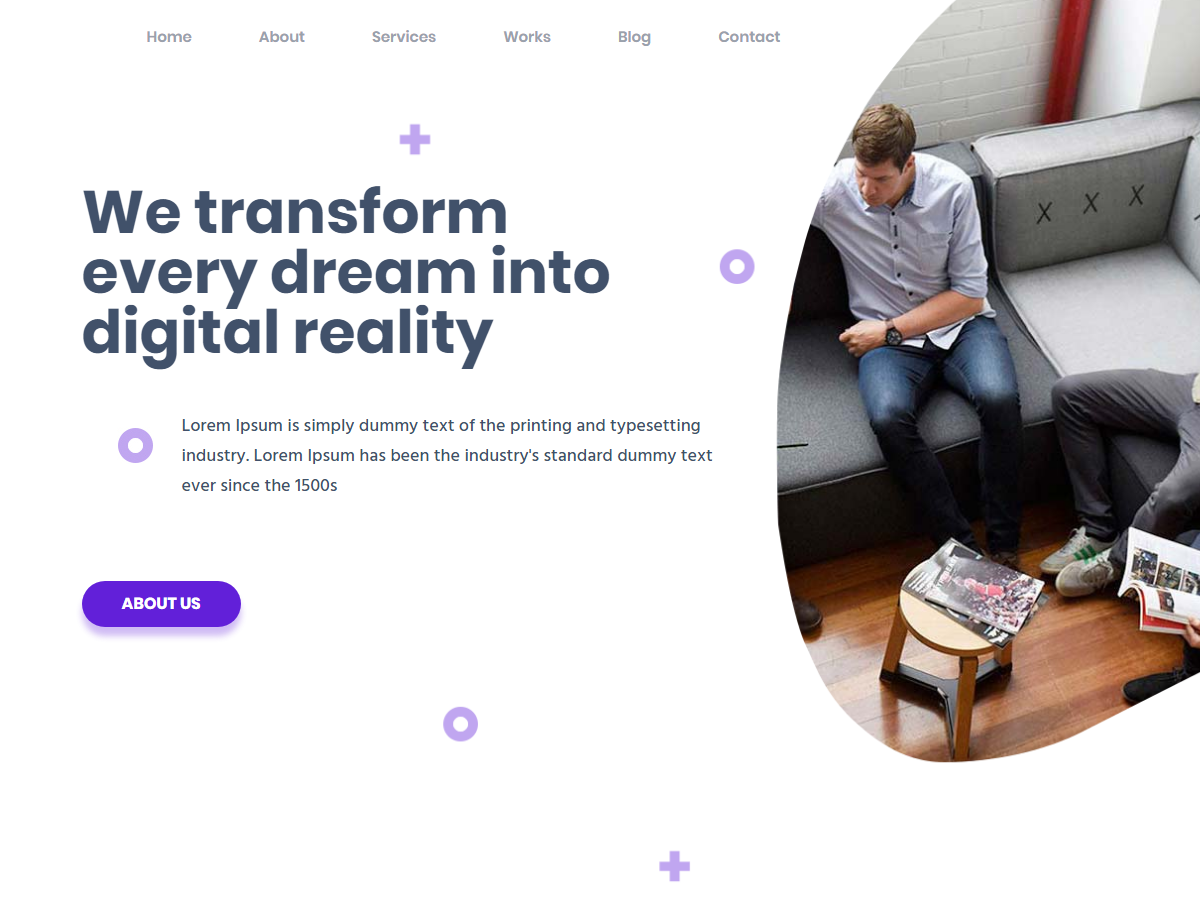 Home About Services Works Blog Contact
We transform
every dream into
digital reality
Lorem Ipsum is simply dummy text of the printing and typesetting
industry. Lorem Ipsum has been the industry's standard dummy text
ever since the 1500s
ABOUT US